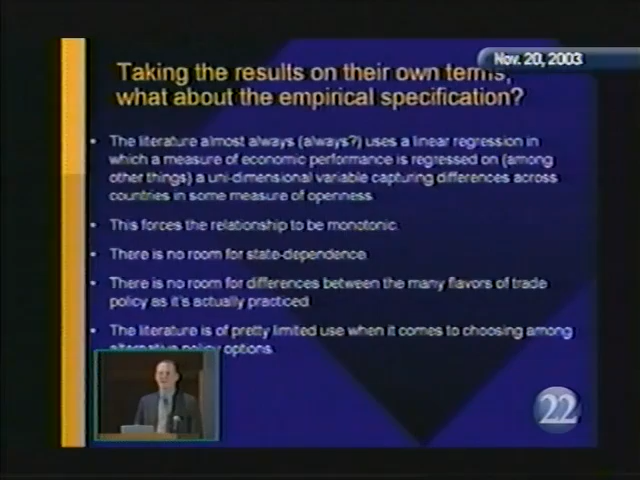 Nov. 20, 2003
Taking the results on their own terms,
what about the empirical specification?
• The literature almost always (always?) uses a linear regression in
which a measure of economic performance is regressed on (among
other things) a uni-dimensional variable capturing differences across
countries in some measure of openness.
• This forces the relationship to be monotonic.
• There is no room for state-dependence.
• There is no room for differences between the many flavors of trade
policy as it's actually practiced.
• The literature is of pretty limited use when it comes to choosing among
alternative policy options.
22